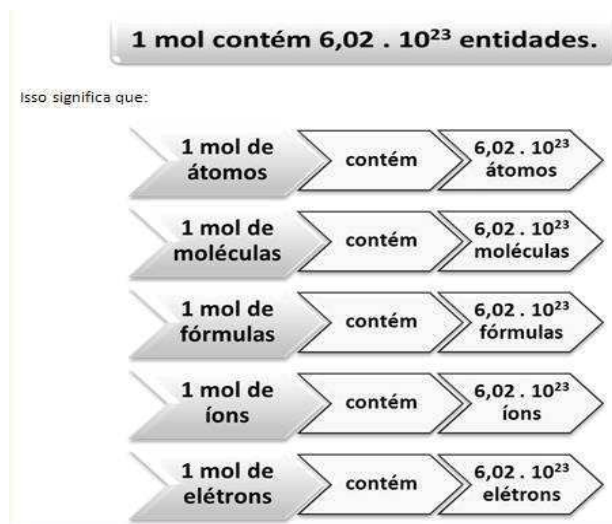 1 mol contém 6,02 . 10²³ entidades.
Isso significa que:
1 mol de
átomos
contém
6,02 . 10²³
átomos
1 mol de
moléculas
contém
6,02 . 10²³
moléculas
1 mol de
fórmulas
contém
6,02 . 10²³
fórmulas
1 mol de
íons
contém
6,02 . 10²³
íons
1 mol de
elétrons
contém
6,02 . 10²³
elétrons